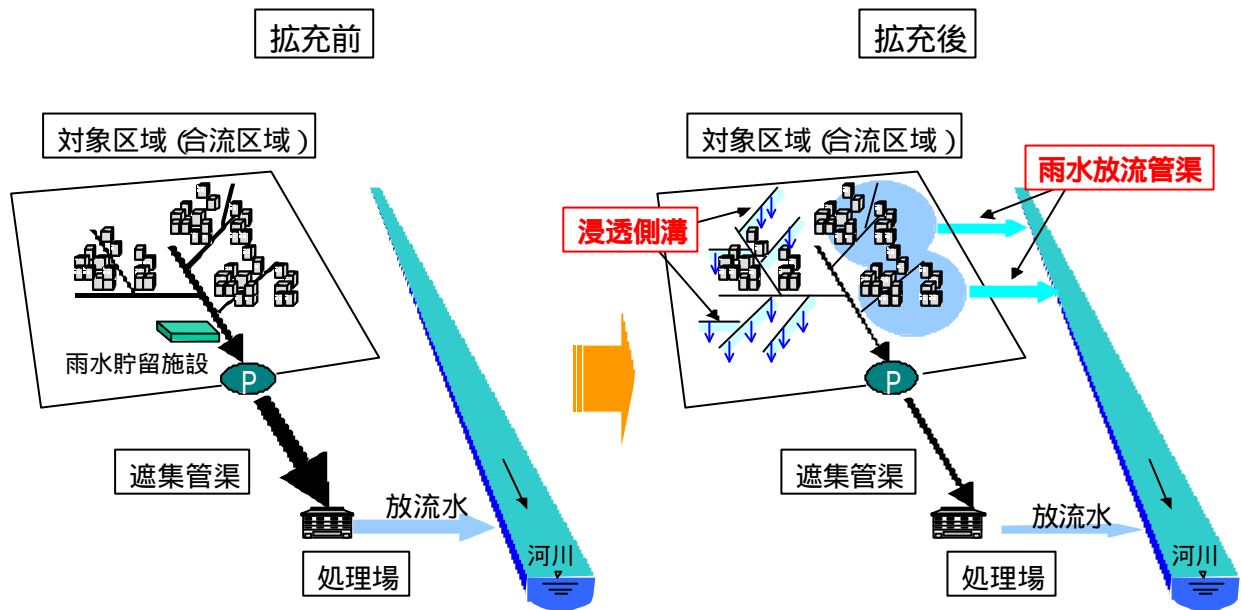 拡充前
対象区域(合流区域)
雨水貯留施設
P
遮集管渠
放流水
処理場
河川
拡充後
対象区域(合流区域)
雨水放流管渠
浸透側溝
P
遮集管渠
放流水
処理場
河川